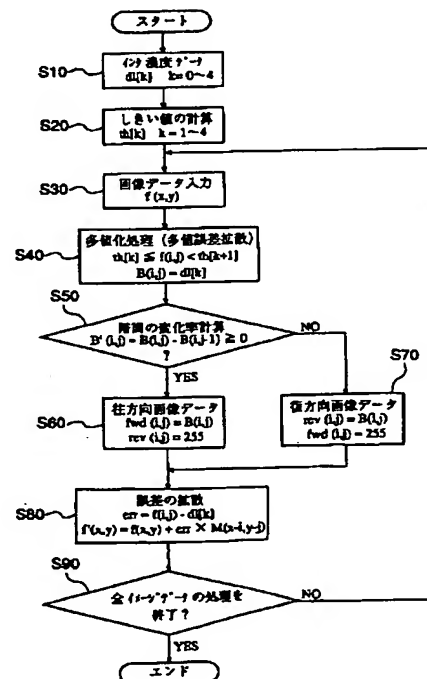 スタート
S10
インク濃度データ
dl[k] k=0~4
S20
しきい値の計算
th[k] k = 1~4
S30
画像データ入力
f (x,y)
S40
多値化処理（多値誤差拡散）
th[k] ≦ f(i,j) < th[k+1]
B(i,j) = dl[k]
S50
階調の変化率計算
B' (i,j) = B(i,j) - B(i,j-1) ≧ 0
?
NO
YES
S60
往方向画像データ
fwd (i,j) = B(i,j)
rev (i,j) = 255
S70
復方向画像データ
rev (i,j) = B(i,j)
fwd (i,j) = 255
S80
誤差の拡散
err = f(i,j) - dl[k]
f'(x,y) = f(x,y) + err × M(x-i,y-j)
S90
全イメージデータの処理を
終了？
NO
YES
エンド